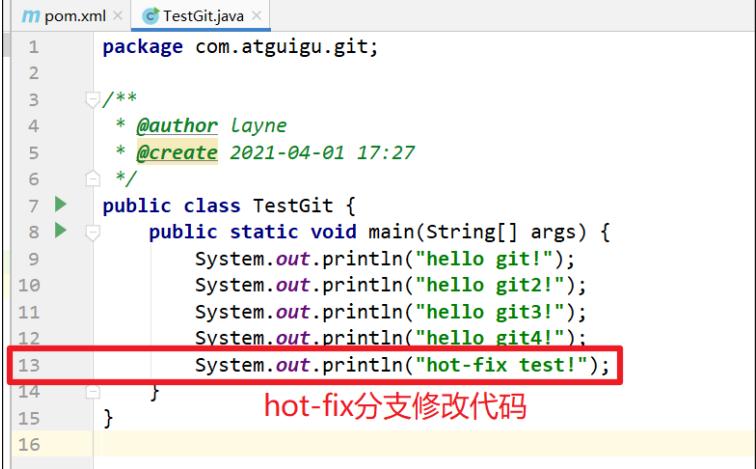 pom.xml TestGit.java
1 package com.atguigu.git;
2
3 /**
4 * @author layne
5 * @create 2021-04-01 17:27
6 */
7 public class TestGit {
8 public static void main(String[] args) {
9 System.out.println("hello git!");
10 System.out.println("hello git2!");
11 System.out.println("hello git3!");
12 System.out.println("hello git4!");
13 System.out.println("hot-fix test!");
14 }
hot-fix分支修改代码
15 }
16